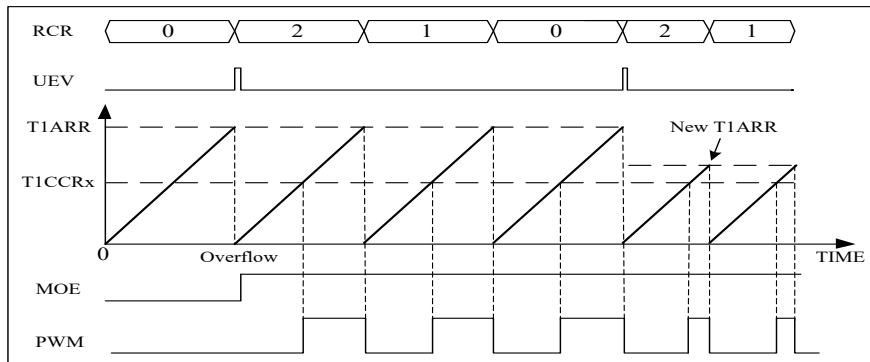 RCR 0 2 1 0 2 1
UEV
T1ARR
New T1ARR
T1CCRx
0
Overflow
TIME
MOE
PWM